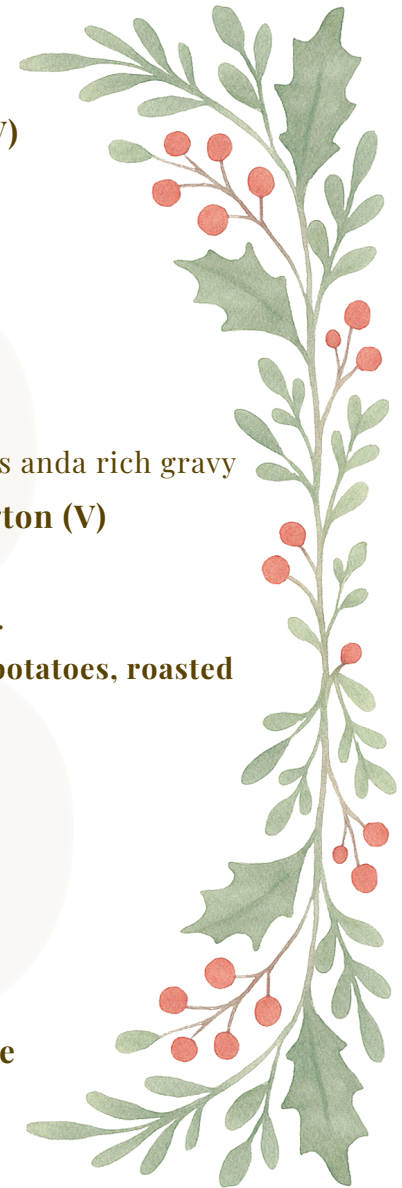 V)
s anda rich gravy
rton (V)
.
potatoes, roasted
e